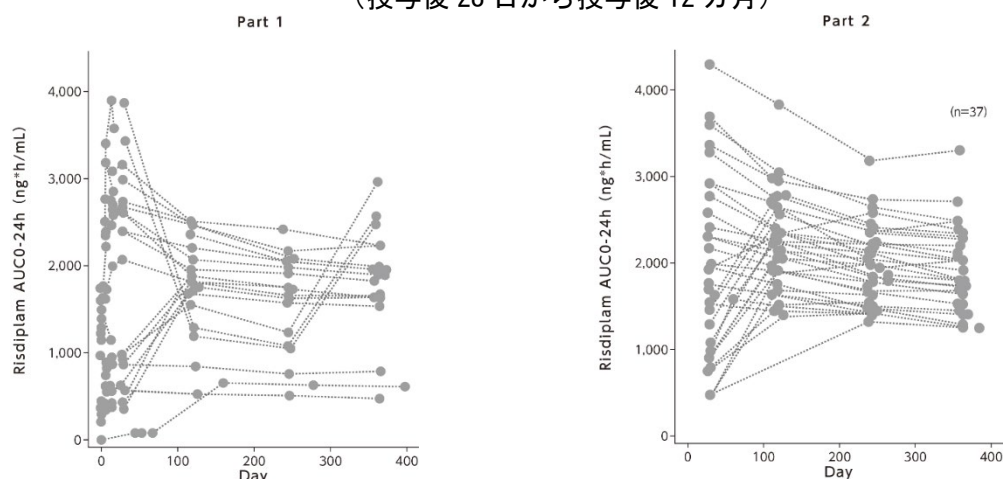 （投与後 28 日から投与後 12 カ月）
Part 1
Risdiplam AUC0-24h (ng*h/mL)
4,000
3,000
2,000
1,000
0
0 100 200 300 400
Day
Part 2
Risdiplam AUC0-24h (ng*h/mL)
(n=37)
4,000
3,000
2,000
1,000
0
0 100 200 300 400
Day